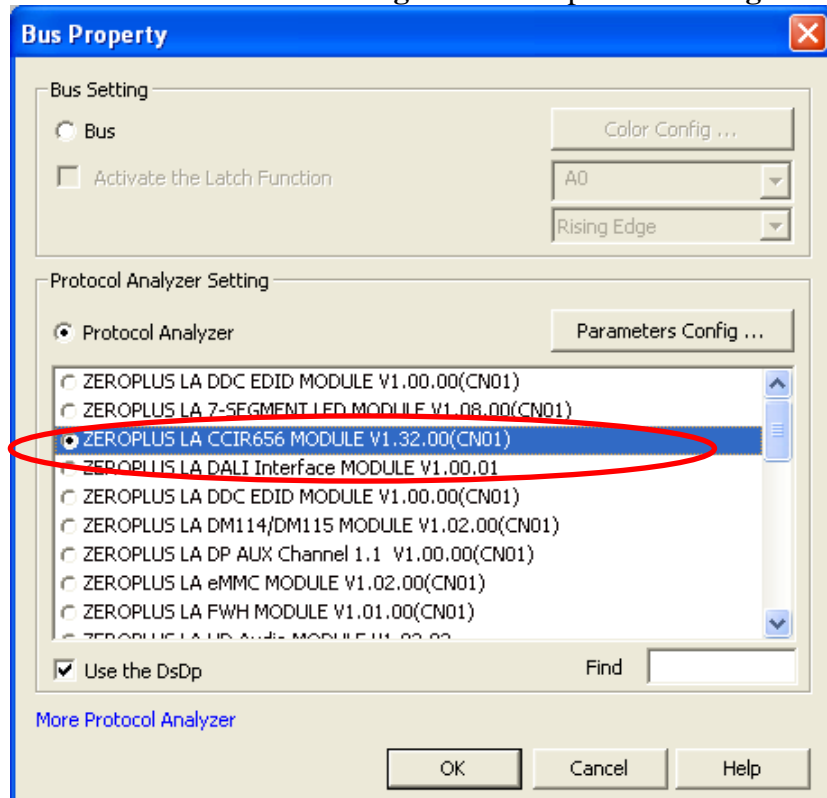 Bus Property
Bus Setting
Bus
Color Config ...
Activate the Latch Function
A0
Rising Edge
Protocol Analyzer Setting
Protocol Analyzer
Parameters Config ...
ZEROPLUS LA DDC EDID MODULE V1.00.00(CN01)
ZEROPLUS LA 7-SEGMENT LED MODULE V1.08.00(CN01)
ZEROPLUS LA CCIR656 MODULE V1.32.00(CN01)
ZEROPLUS LA DALI Interface MODULE V1.00.01
ZEROPLUS LA DDC EDID MODULE V1.00.00(CN01)
ZEROPLUS LA DM114/DM115 MODULE V1.02.00(CN01)
ZEROPLUS LA DP AUX Channel 1.1 V1.00.00(CN01)
ZEROPLUS LA eMMC MODULE V1.02.00(CN01)
ZEROPLUS LA FWH MODULE V1.01.00(CN01)
ZEROPLUS LA HD Audio MODULE
Use the DsDp
Find
More Protocol Analyzer
OK
Cancel
Help